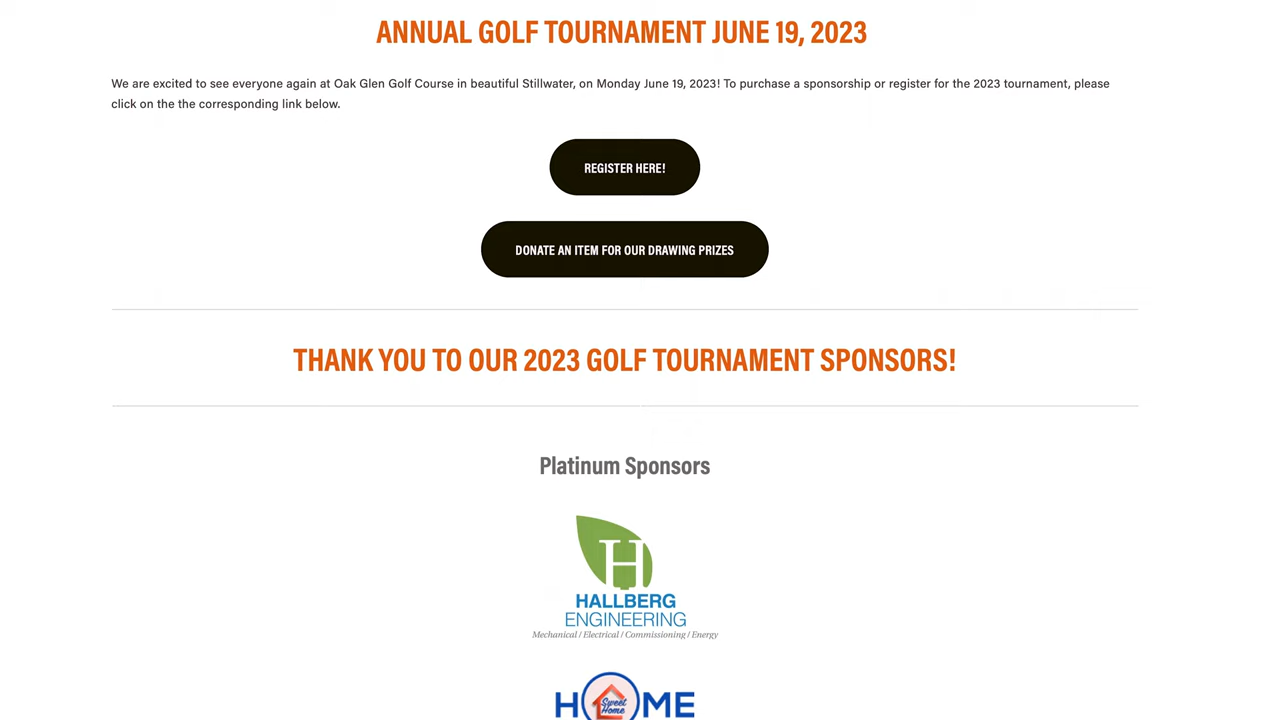 ANNUAL GOLF TOURNAMENT JUNE 19, 2023
We are excited to see everyone again at Oak Glen Golf Course in beautiful Stillwater, on Monday June 19, 2023! To purchase a sponsorship or register for the 2023 tournament, please
click on the the corresponding link below.
REGISTER HERE!
DONATE AN ITEM FOR OUR DRAWING PRIZES
THANK YOU TO OUR 2023 GOLF TOURNAMENT SPONSORS!
Platinum Sponsors
H
HALLBERG
ENGINEERING
Mechanical / Electrical / Commissioning / Energy
HOME
Sweet
Home